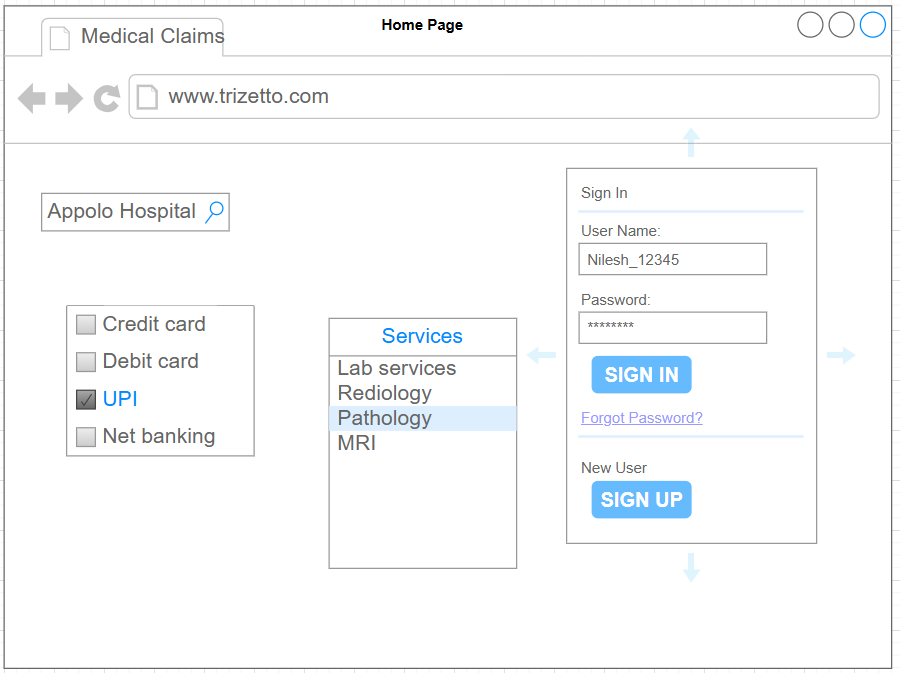 Home Page
Medical Claims
www.trizetto.com
Appolo Hospital
Credit card
Debit card
UPI
Net banking
Services
Lab services
Rediology
Pathology
MRI
Sign In
User Name:
Nilesh_12345
Password:
********
SIGN IN
Forgot Password?
New User
SIGN UP